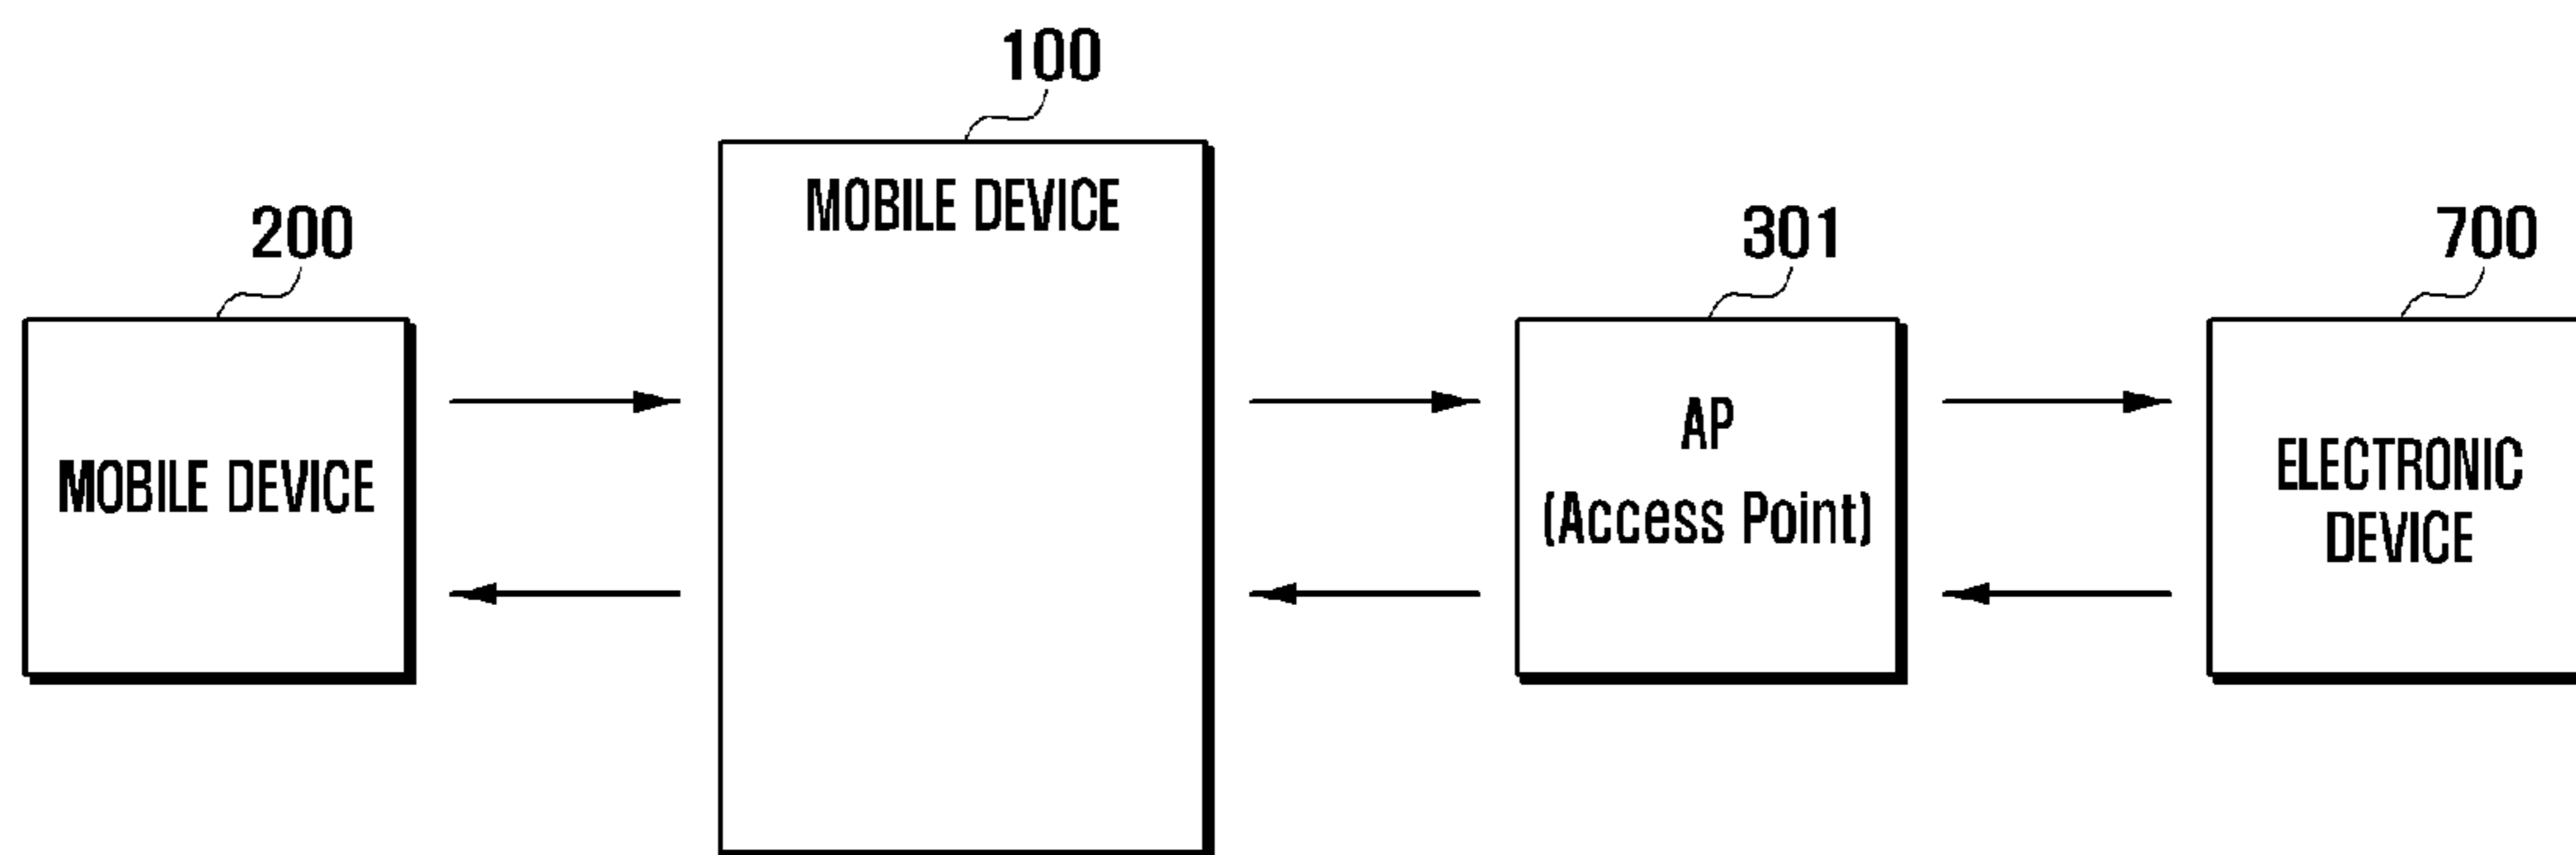 100
MOBILE DEVICE
200
MOBILE DEVICE
301
AP
(Access Point)
700
ELECTRONIC
DEVICE